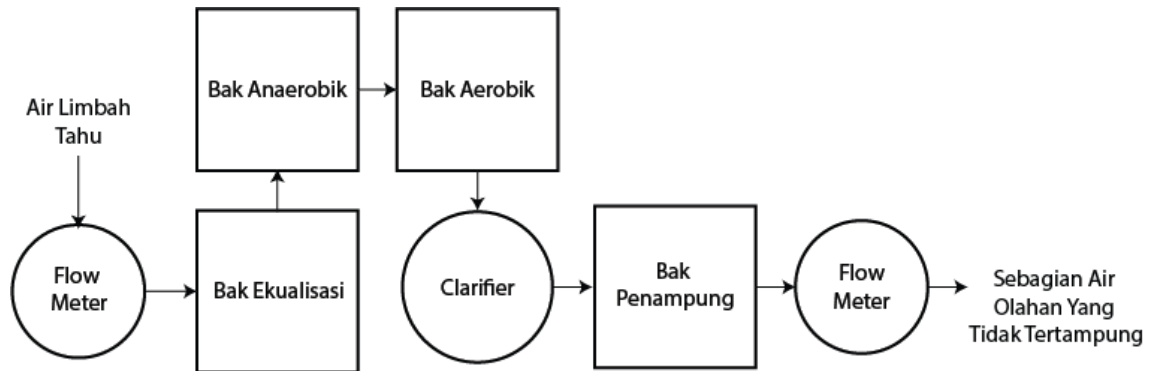 Air Limbah
Tahu
Flow
Meter
Bak Ekualisasi
Bak Anaerobik
Bak Aerobik
Clarifier
Bak
Penampung
Flow
Meter
Sebagian Air
Olahan Yang
Tidak Tertampung